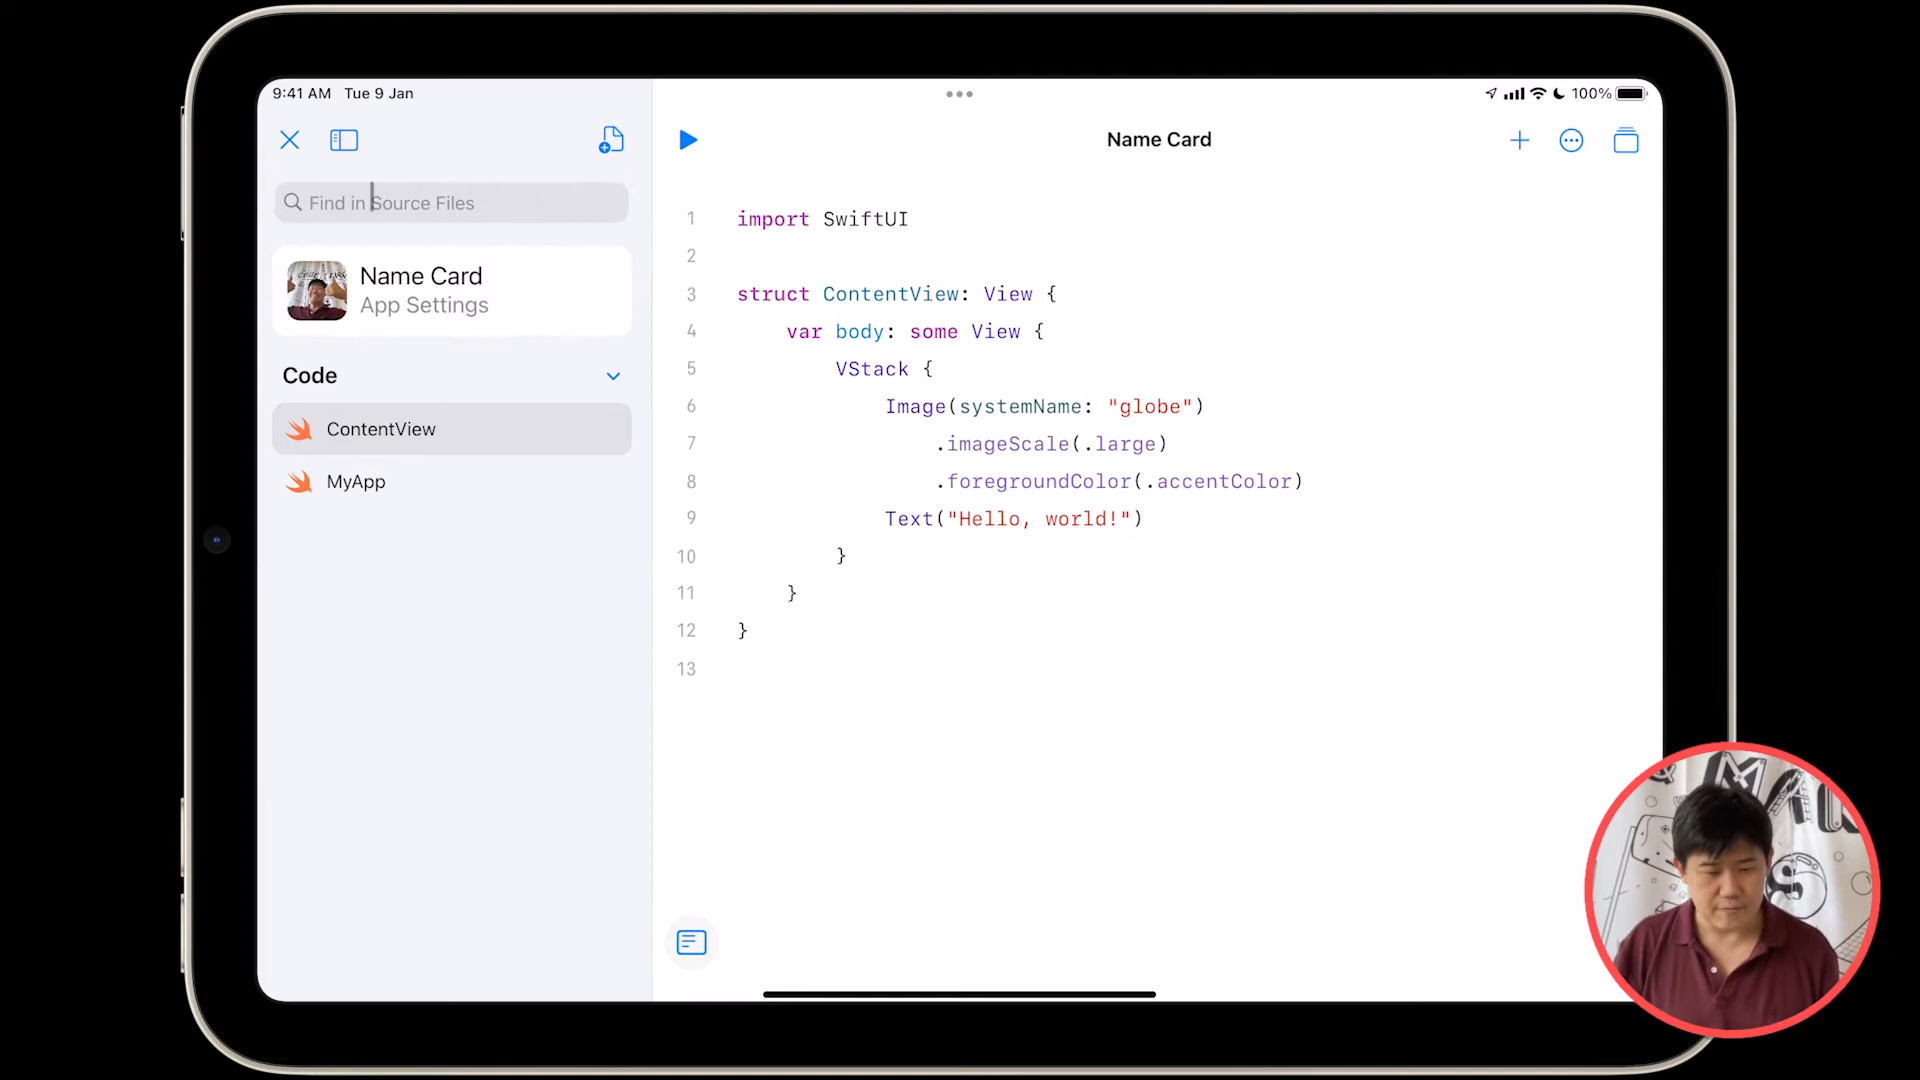 9:41 AM Tue 9 Jan
100%
Name Card
Find in Source Files
Name Card
App Settings
Code
ContentView
MyApp
1 import SwiftUI
2
3 struct ContentView: View {
4 var body: some View {
5 VStack {
6 Image(systemName: "globe")
7 .imageScale(.large)
8 .foregroundColor(.accentColor)
9 Text("Hello, world!")
10 }
11 }
12 }
13